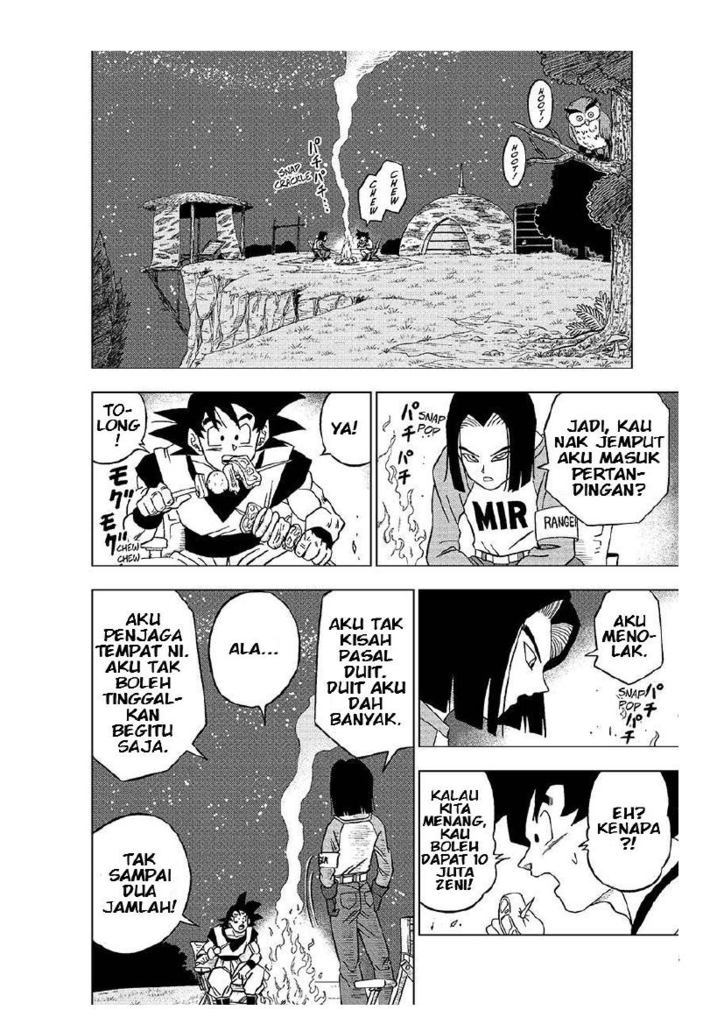 HOOT!
HOOT!
パチパチ...
SNAP
CRACKLE
CHEW
CHEW
JADI, KAU
NAK JEMPUT
AKU MASUK
PERTAN-
DINGAN?
パチパチ
SNAP
POP
MIR
RANGER
YA!
TO-
LONG
!
モグモグ
CHEW
CHEW
AKU
MENO-
LAK.
SNAP
POP
パチパチ
EH?
KENAPA
?!
KALAU
KITA
MENANG,
KAU
BOLEH
DAPAT 10
JUTA
ZENI!
AKU TAK
KISAH
PASAL
DUIT.
DUIT AKU
DAH
BANYAK.
ALA...
AKU
PENJAGA
TEMPAT NI.
AKU TAK
BOLEH
TINGGAL-
KAN
BEGITU
SAJA.
TAK
SAMPAI
DUA
JAMLAH!